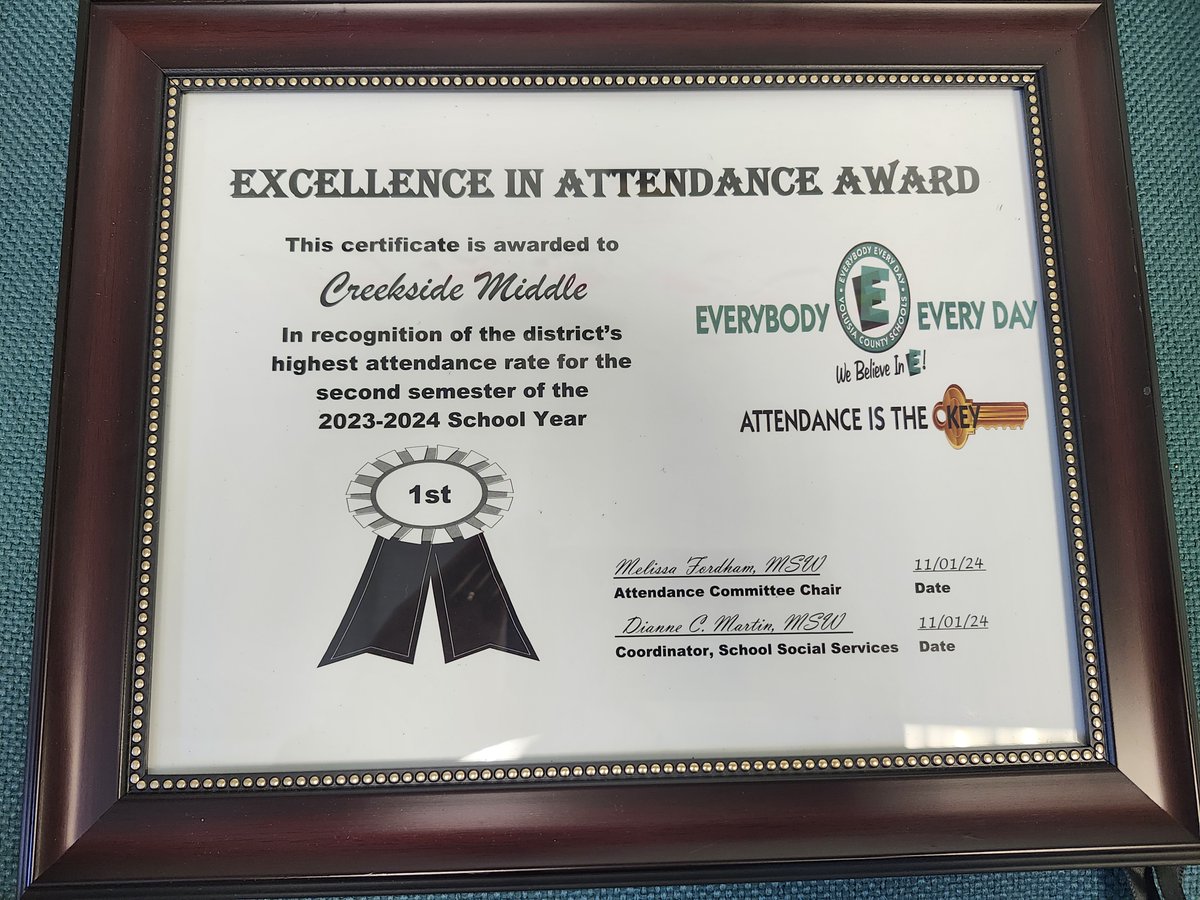 EXCELLENCE IN ATTENDANCE AWARD
This certificate is awarded to
Creekside Middle
In recognition of the district's
highest attendance rate for the
second semester of the
2023-2024 School Year
1st
EVERYBODY EVERY DAY
VOLUSIA COUNTY SCHOOLS
E
EVERYBODY EVERY DAY
We Believe In E!
ATTENDANCE IS THE KEY
Melissa Fordham, MSW 11/01/24
Attendance Committee Chair Date
Dianne C. Martin, MSW 11/01/24
Coordinator, School Social Services Date